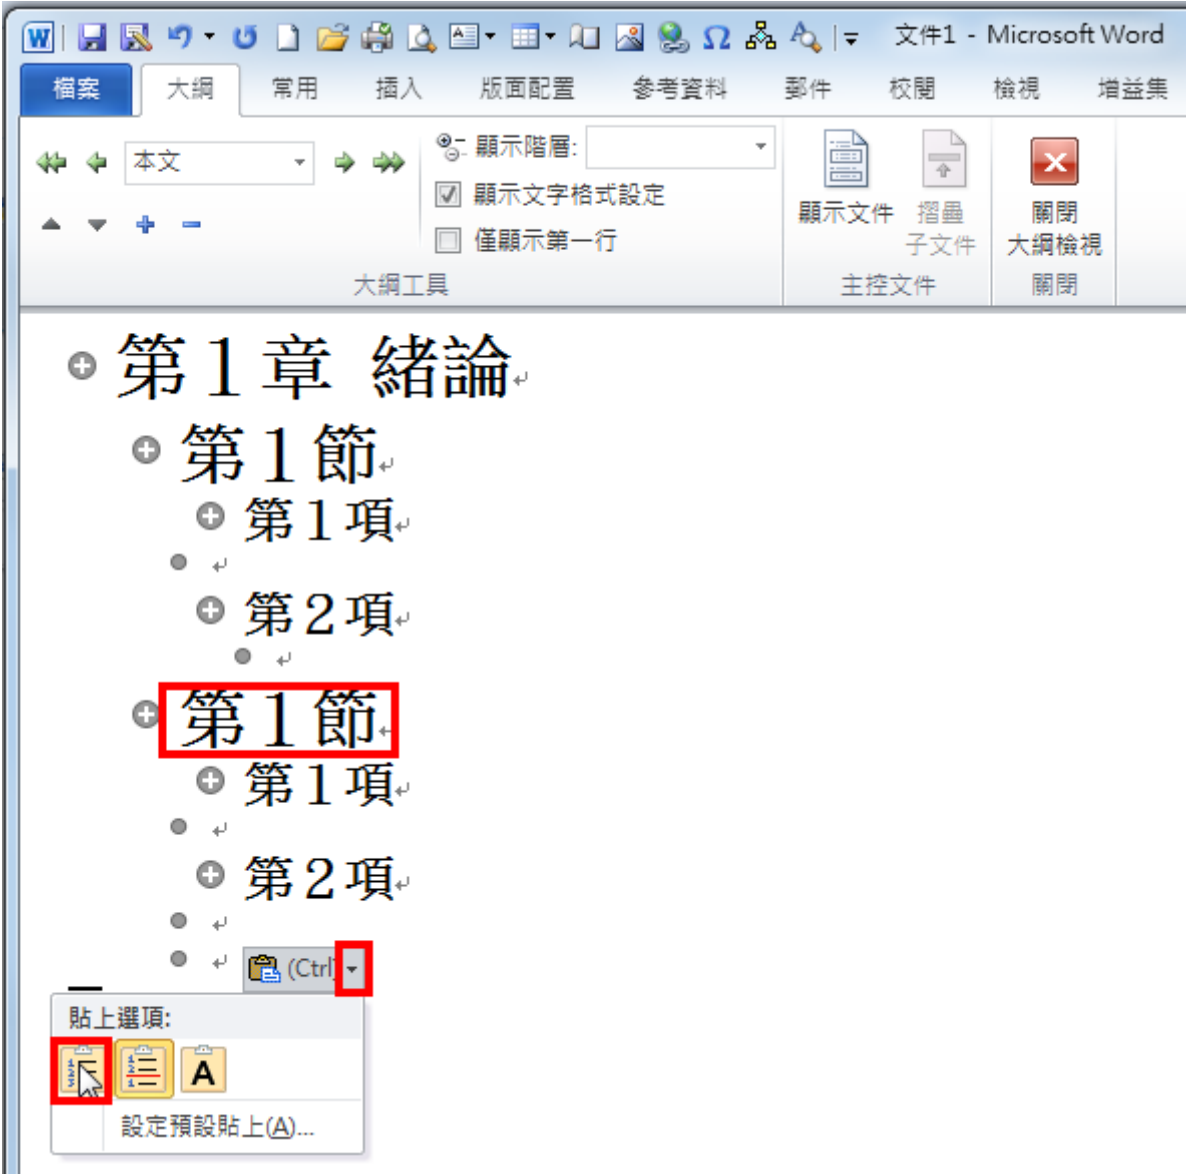 文件1 - Microsoft Word
檔案 大綱 常用 插入 版面配置 參考資料 郵件 校閱 檢視 增益集
本文
顯示階層:
顯示文字格式設定
僅顯示第一行
大綱工具
顯示文件
摺疊
子文件
主控文件
關閉
大綱檢視
關閉
第1章 緒論
第1節
第1項
第2項
第1節
第1項
第2項
(Ctrl)
貼上選項:
設定預設貼上(A)...